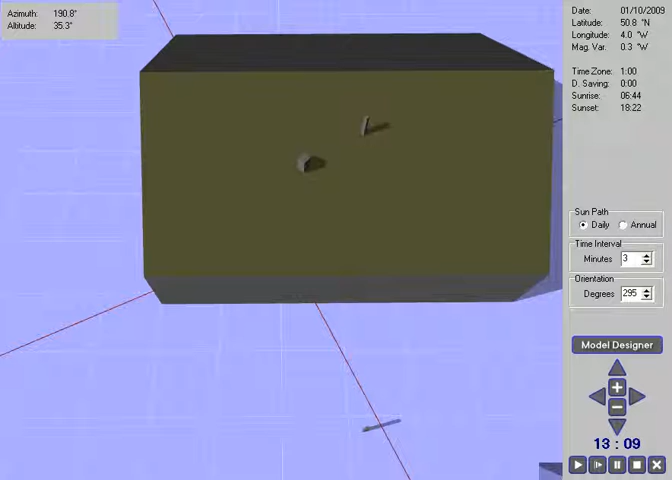 Azimuth: 190.8°
Altitude: 35.3°
Date: 01/10/2009
Latitude: 50.8 °N
Longitude: 4.0 °W
Mag. Var. 0.3 °W
Time Zone: 1:00
D. Saving: 0:00
Sunrise: 06:44
Sunset: 18:22
Sun Path
Daily Annual
Time Interval
Minutes 3
Orientation
Degrees 295
Model Designer
13 : 09